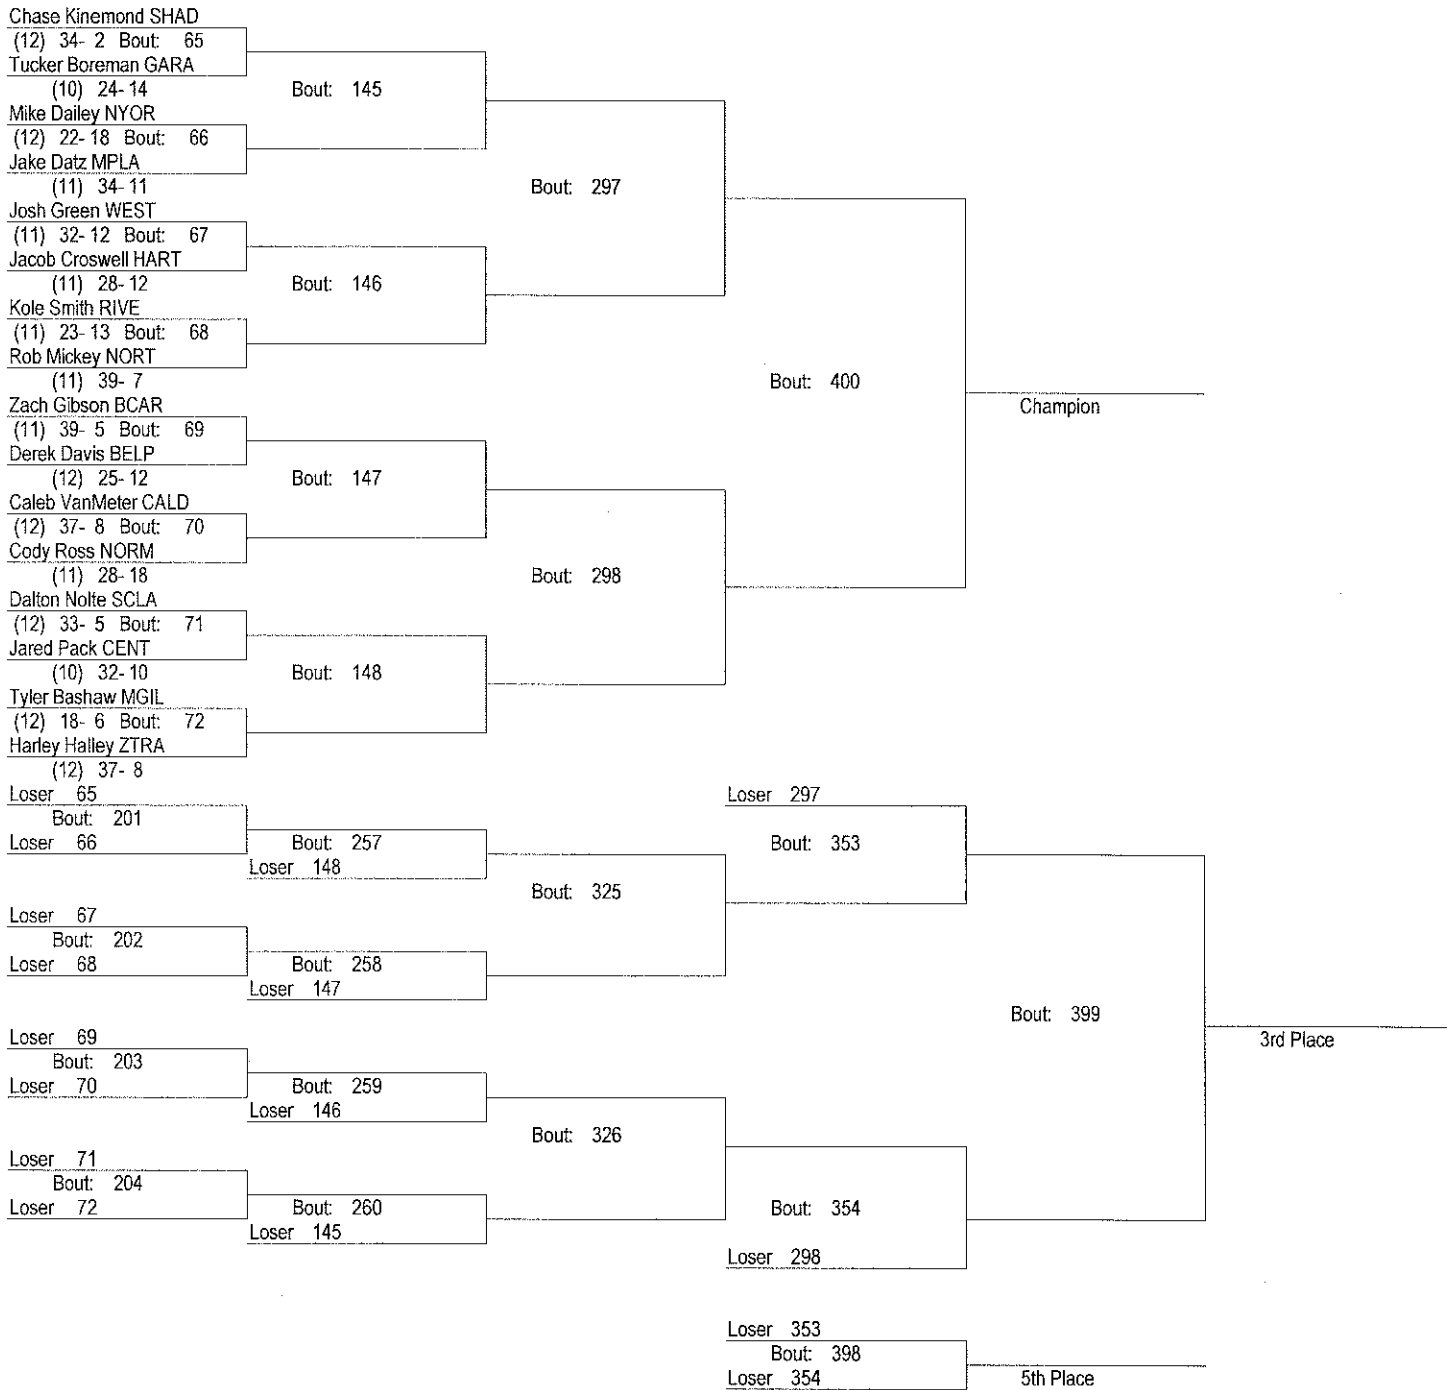 Chase Kinemond SHAD
(12) 34- 2 Bout: 65
Tucker Boreman GARA
(10) 24-14
Bout: 145
Mike Dailey NYOR
(12) 22-18 Bout: 66
Jake Datz MPLA
(11) 34-11
Bout: 297
Josh Green WEST
(11) 32-12 Bout: 67
Jacob Croswell HART
(11) 28-12
Bout: 146
Kole Smith RIVE
(11) 23-13 Bout: 68
Rob Mickey NORT
(11) 39- 7
Bout: 400
Champion
Zach Gibson BCAR
(11) 39- 5 Bout: 69
Derek Davis BELP
(12) 25-12
Bout: 147
Caleb VanMeter CALD
(12) 37- 8 Bout: 70
Cody Ross NORM
(11) 28-18
Bout: 298
Dalton Nolte SCLA
(12) 33- 5 Bout: 71
Jared Pack CENT
(10) 32-10
Bout: 148
Tyler Bashaw MGIL
(12) 18- 6 Bout: 72
Harley Halley ZTRA
(12) 37- 8
Loser 65
Bout: 201
Loser 66
Bout: 257
Loser 148
Bout: 325
Loser 297
Bout: 353
Loser 67
Bout: 202
Loser 68
Bout: 258
Loser 147
Bout: 399
3rd Place
Loser 69
Bout: 203
Loser 70
Bout: 259
Loser 146
Bout: 326
Loser 71
Bout: 204
Loser 72
Bout: 260
Loser 145
Bout: 354
Loser 298
Loser 353
Bout: 398
Loser 354
5th Place